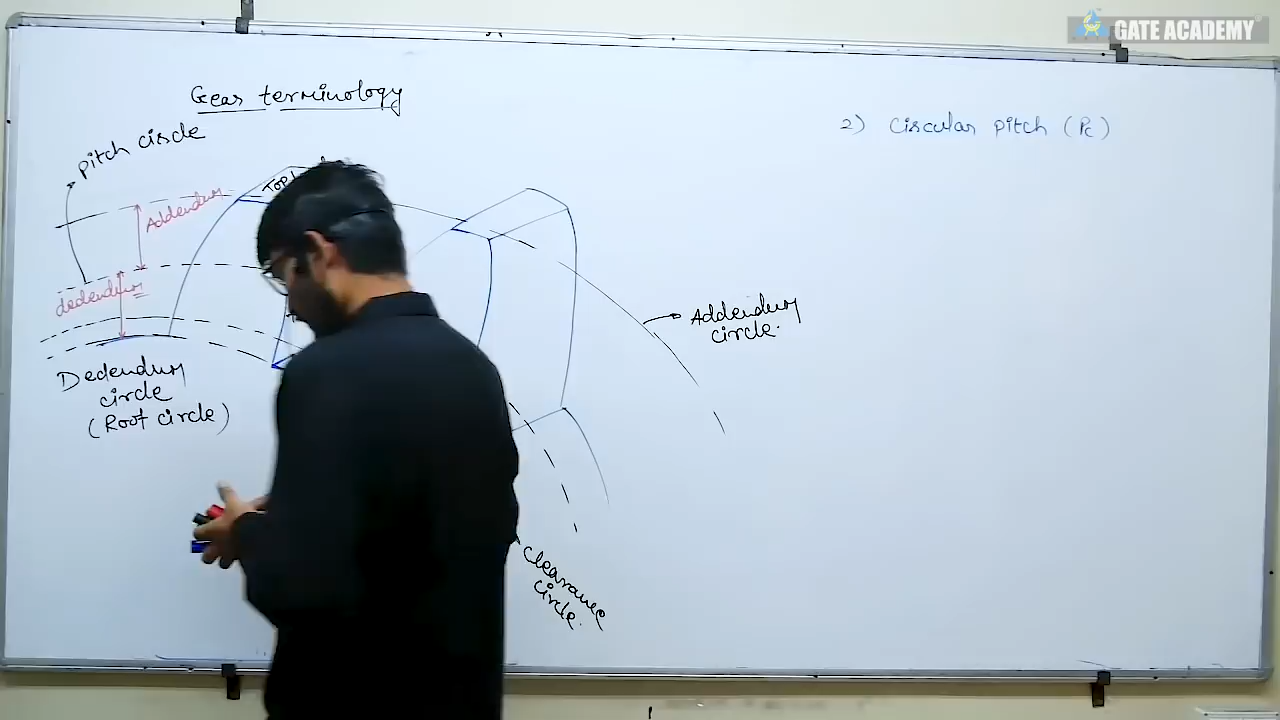 GATE ACADEMY
Gear terminology
pitch circle
2) Circular pitch (Pc)
Top
Addendum
dedendum
Addendum
circle.
Dedendum
circle
(Root circle)
Clearance
circle.